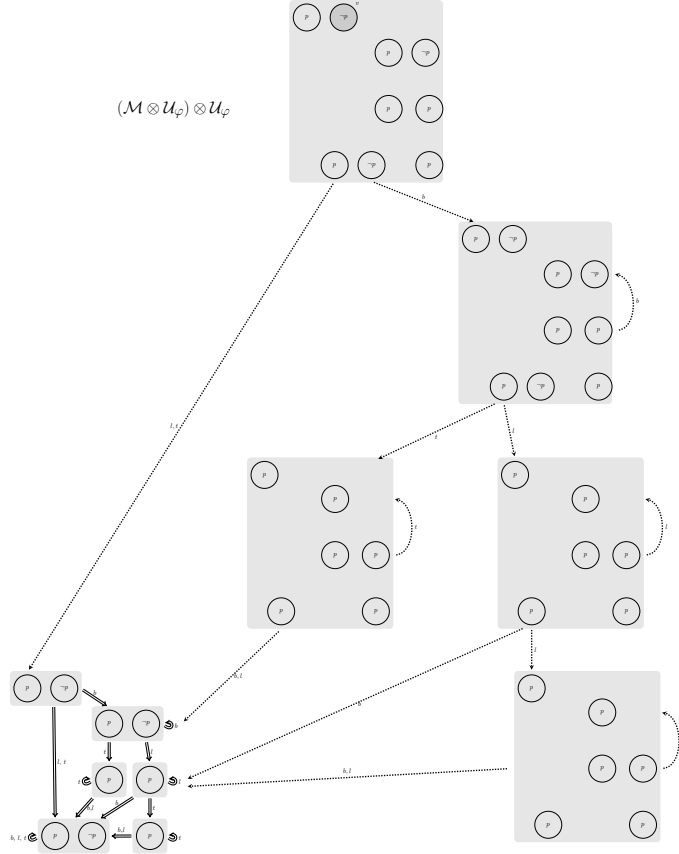 p ¬p v
p ¬p
(M ⊗ U_φ) ⊗ U_φ
p p
p ¬p p
b
p ¬p
p ¬p
b
p p
p ¬p p
l, t
t l
p p
p p
t l
p p p p
p p p p
b, l l
p ¬p b p
b p
p ¬p b
b
t l
l, t b, l p p
t p p l
b,l b t
b, l, t p ¬p b,l p t p p